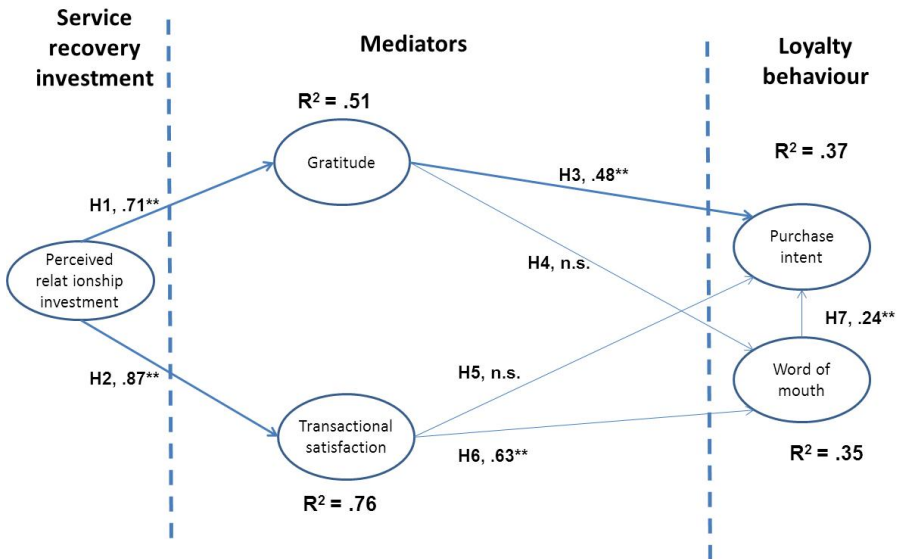 Service
recovery
investment
Mediators
Loyalty
behaviour
R² = .51
Gratitude
R² = .37
H1, .71**
H3, .48**
Perceived
relat ionship
investment
Purchase
intent
H4, n.s.
H7, .24**
H2, .87**
H5, n.s.
Word of
mouth
Transactional
satisfaction
H6, .63**
R² = .35
R² = .76